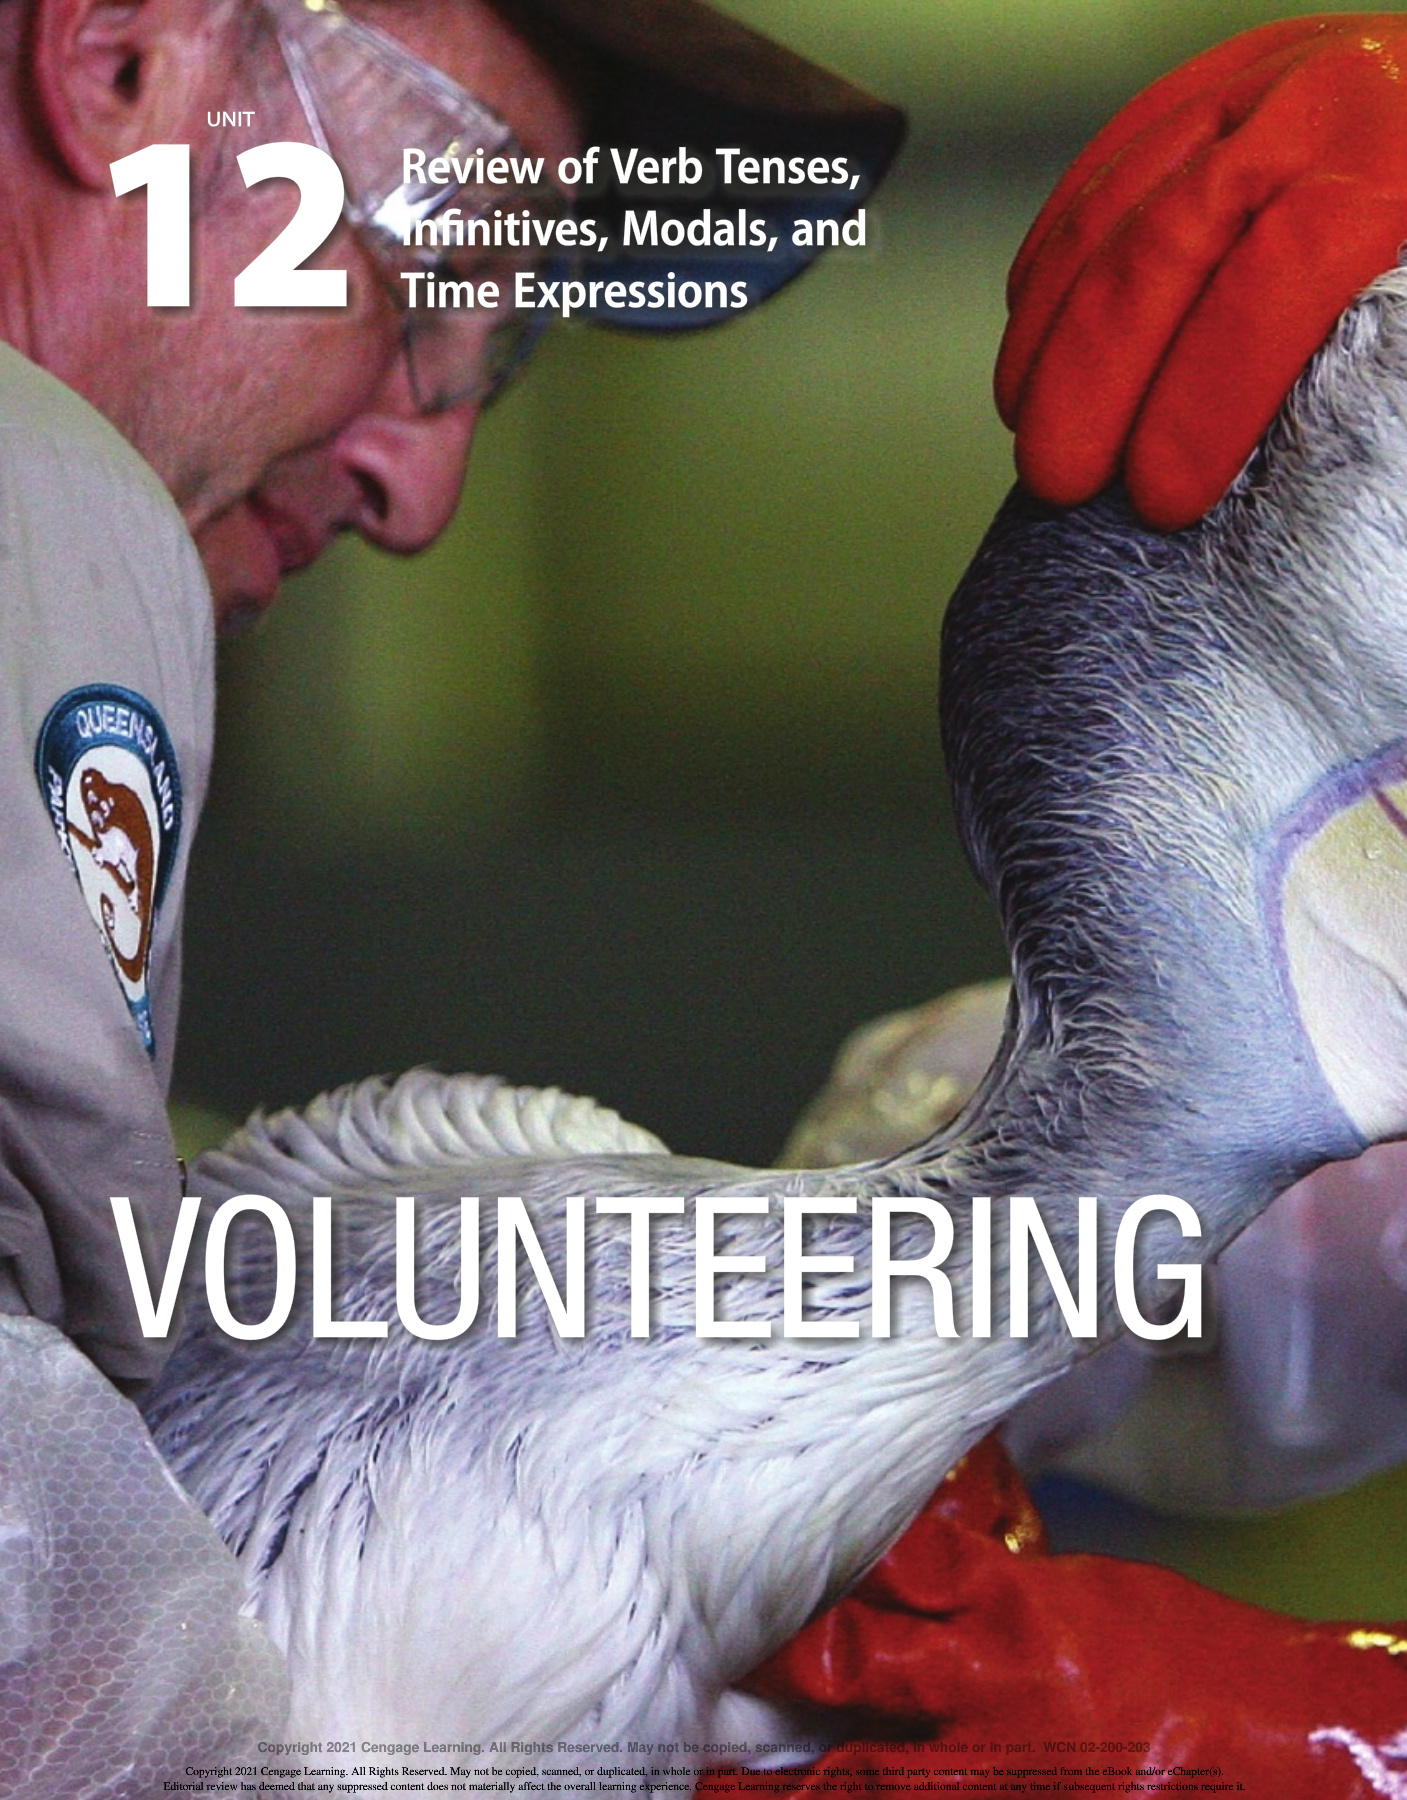 UNIT
12
Review of Verb Tenses,
Infinitives, Modals, and
Time Expressions
QUEENSLAND
PARKS
VOLUNTEERING
Copyright 2021 Cengage Learning. All Rights Reserved. May not be copied, scanned, or duplicated, in whole or in part. WCN 02-200-203
Copyright 2021 Cengage Learning. All Rights Reserved. May not be copied, scanned, or duplicated, in whole or in part. Due to electronic rights, some third party content may be suppressed from the eBook and/or eChapter(s).
Editorial review has deemed that any suppressed content does not materially affect the overall learning experience. Cengage Learning reserves the right to remove additional content at any time if subsequent rights restrictions require it.